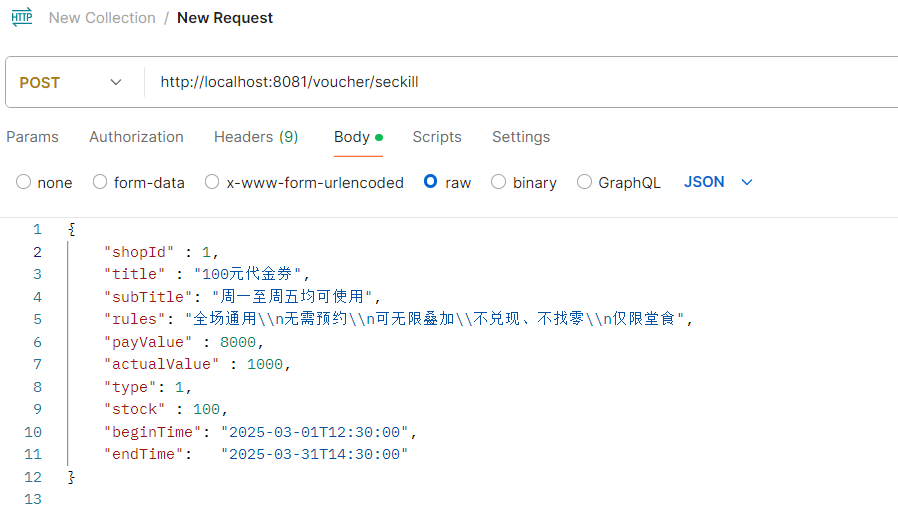 HTTP New Collection / New Request
POST http://localhost:8081/voucher/seckill
Params Authorization Headers (9) Body Scripts Settings
none form-data x-www-form-urlencoded raw binary GraphQL JSON
1 {
2 "shopId" : 1,
3 "title" : "100元代金券",
4 "subTitle": "周一至周五均可使用",
5 "rules": "全场通用\\n无需预约\\n可无限叠加\\不兑现、不找零\\n仅限堂食",
6 "payValue" : 8000,
7 "actualValue" : 1000,
8 "type": 1,
9 "stock" : 100,
10 "beginTime": "2025-03-01T12:30:00",
11 "endTime": "2025-03-31T14:30:00"
12 }
13